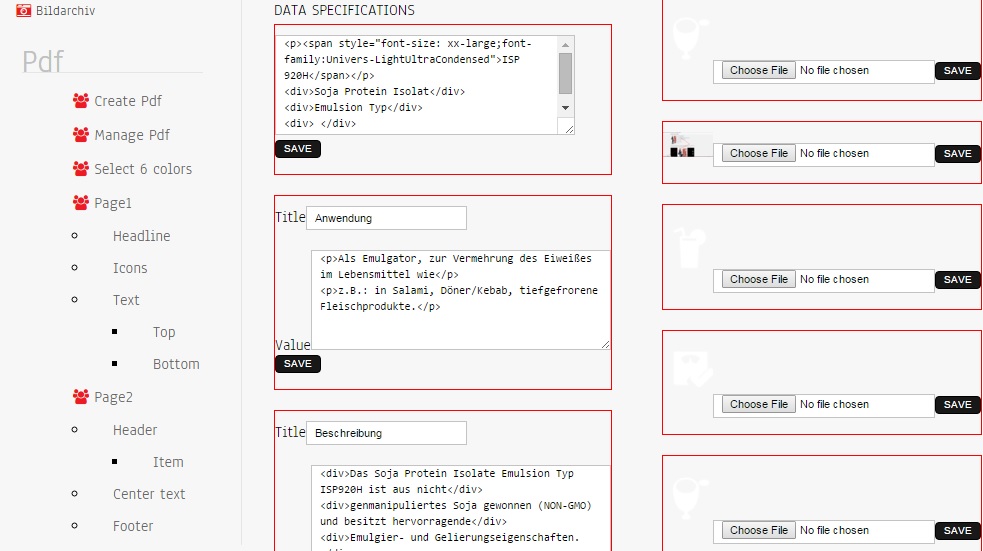 Bildarchiv
Pdf
Create Pdf
Manage Pdf
Select 6 colors
Page1
Headline
Icons
Text
Top
Bottom
Page2
Header
Item
Center text
Footer
DATA SPECIFICATIONS
<p><span style="font-size: xx-large;font-
family:Univers-LightUltraCondensed">ISP
920H</span></p>
<div>Soja Protein Isolat</div>
<div>Emulsion Typ</div>
<div> </div>
SAVE
Title Anwendung
<p>Als Emulgator, zur Vermehrung des Eiweißes
im Lebensmittel wie</p>
<p>z.B.: in Salami, Döner/Kebab, tiefgefrorene
Fleischprodukte.</p>
Value
SAVE
Title Beschreibung
<div>Das Soja Protein Isolate Emulsion Typ
ISP920H ist aus nicht</div>
<div>genmanipuliertes Soja gewonnen (NON-GMO)
und besitzt hervorragende</div>
<div>Emulgier- und Gelierungseigenschaften.
Choose File No file chosen SAVE
Choose File No file chosen SAVE
Choose File No file chosen SAVE
Choose File No file chosen SAVE
Choose File No file chosen SAVE